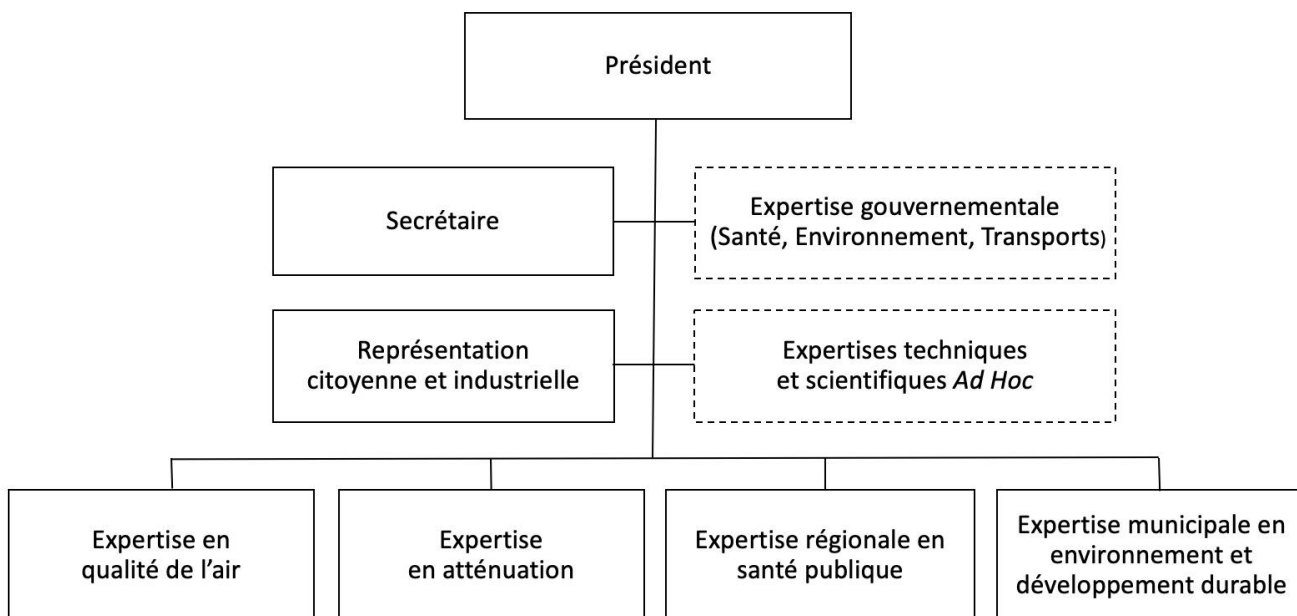 Président
Secrétaire
Expertise gouvernementale
(Santé, Environnement, Transports)
Représentation
citoyenne et industrielle
Expertises techniques
et scientifiques Ad Hoc
Expertise en
qualité de l’air
Expertise
en atténuation
Expertise régionale en
santé publique
Expertise municipale en
environnement et
développement durable